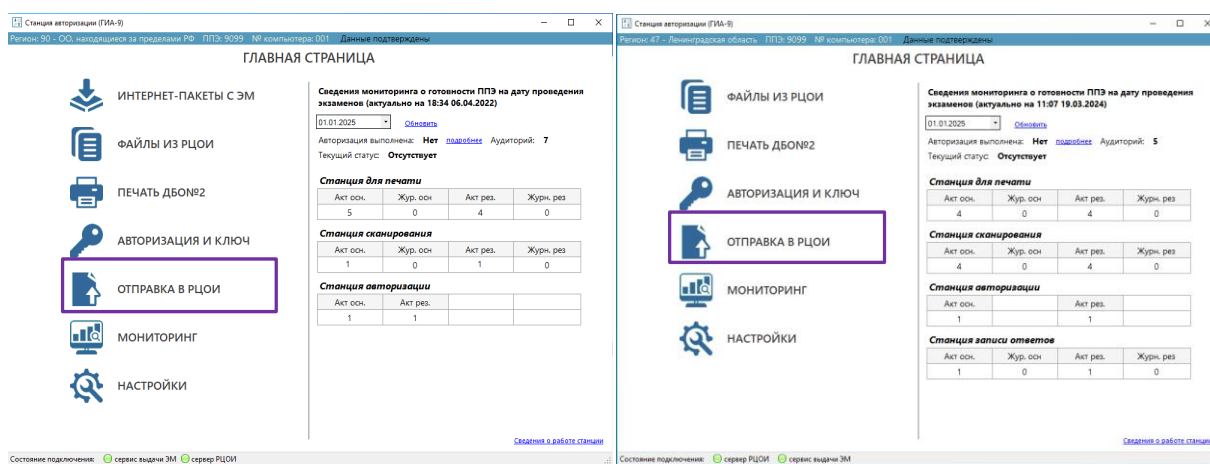 Станция авторизации (ГИА-9)
Регион: 90 – ОО, находящиеся за пределами РФ ППЭ: 9099 № компьютера: 001 Данные подтверждены
ГЛАВНАЯ СТРАНИЦА
ИНТЕРНЕТ-ПАКЕТЫ С ЭМ
ФАЙЛЫ ИЗ РЦОИ
ПЕЧАТЬ ДБО№2
АВТОРИЗАЦИЯ И КЛЮЧ
ОТПРАВКА В РЦОИ
МОНИТОРИНГ
НАСТРОЙКИ
Сведения мониторинга о готовности ППЭ на дату проведения
экзаменов (актуально на 18:34 06.04.2022)
01.01.2025 Обновить
Авторизация выполнена: Нет подробнее Аудиторий: 7
Текущий статус: Отсутствует
Станция для печати
Акт осн. Жур. осн Акт рез. Журн. рез
5 0 4 0
Станция сканирования
Акт осн. Жур. осн Акт рез. Журн. рез
1 0 1 0
Станция авторизации
Акт осн. Акт рез.
1 1
Сведения о работе станции
Состояние подключения: сервис выдачи ЭМ сервер РЦОИ
Станция авторизации (ГИА-9)
Регион: 47 – Ленинградская область ППЭ: 9099 № компьютера: 001 Данные подтверждены
ГЛАВНАЯ СТРАНИЦА
ФАЙЛЫ ИЗ РЦОИ
ПЕЧАТЬ ДБО№2
АВТОРИЗАЦИЯ И КЛЮЧ
ОТПРАВКА В РЦОИ
МОНИТОРИНГ
НАСТРОЙКИ
Сведения мониторинга о готовности ППЭ на дату проведения
экзаменов (актуально на 11:07 19.03.2024)
01.01.2025 Обновить
Авторизация выполнена: Нет подробнее Аудиторий: 5
Текущий статус: Отсутствует
Станция для печати
Акт осн. Жур. осн Акт рез. Журн. рез
4 0 4 0
Станция сканирования
Акт осн. Жур. осн Акт рез. Журн. рез
4 0 4 0
Станция авторизации
Акт осн. Акт рез.
1 1
Станция записи ответов
Акт осн. Жур. осн Акт рез. Журн. рез
1 0 1 0
Сведения о работе станции
Состояние подключения: сервер РЦОИ сервис выдачи ЭМ